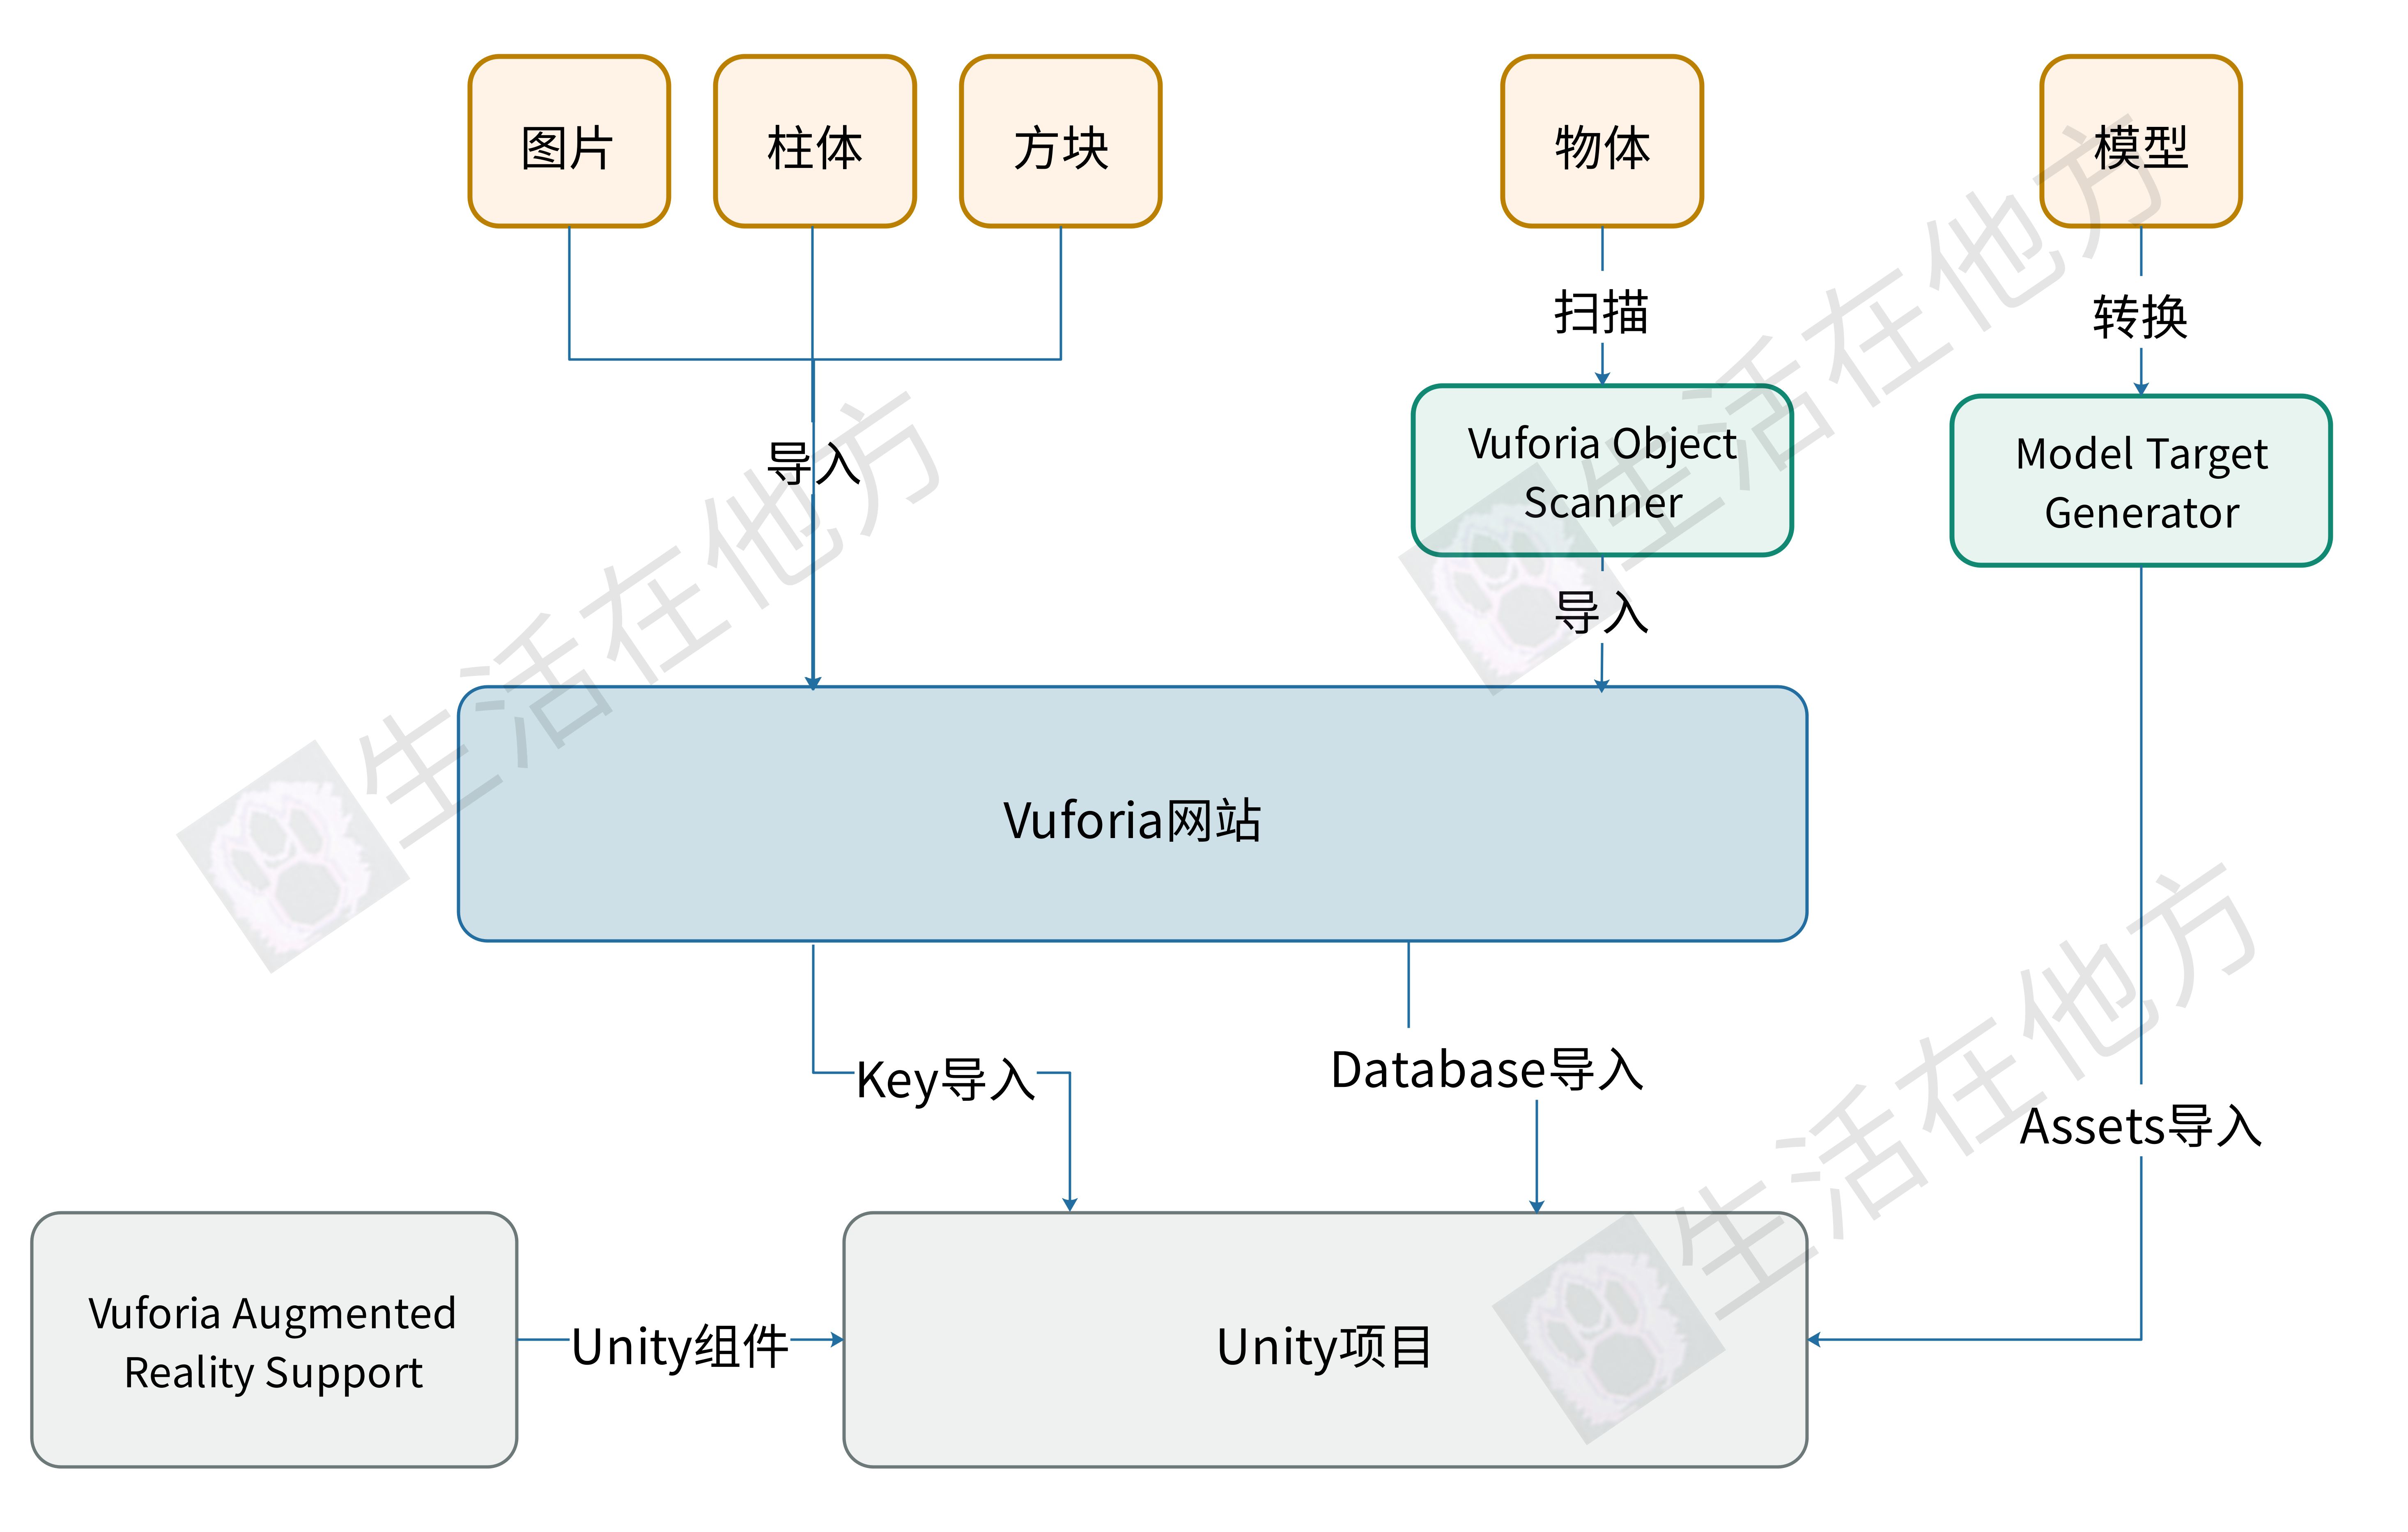 图片
柱体
方块
物体
模型
扫描
转换
导入
Vuforia Object
Scanner
Model Target
Generator
导入
Vuforia网站
Key导入
Database导入
Assets导入
Vuforia Augmented
Reality Support
Unity组件
Unity项目
生活在他方
生活在他方
生活在他方